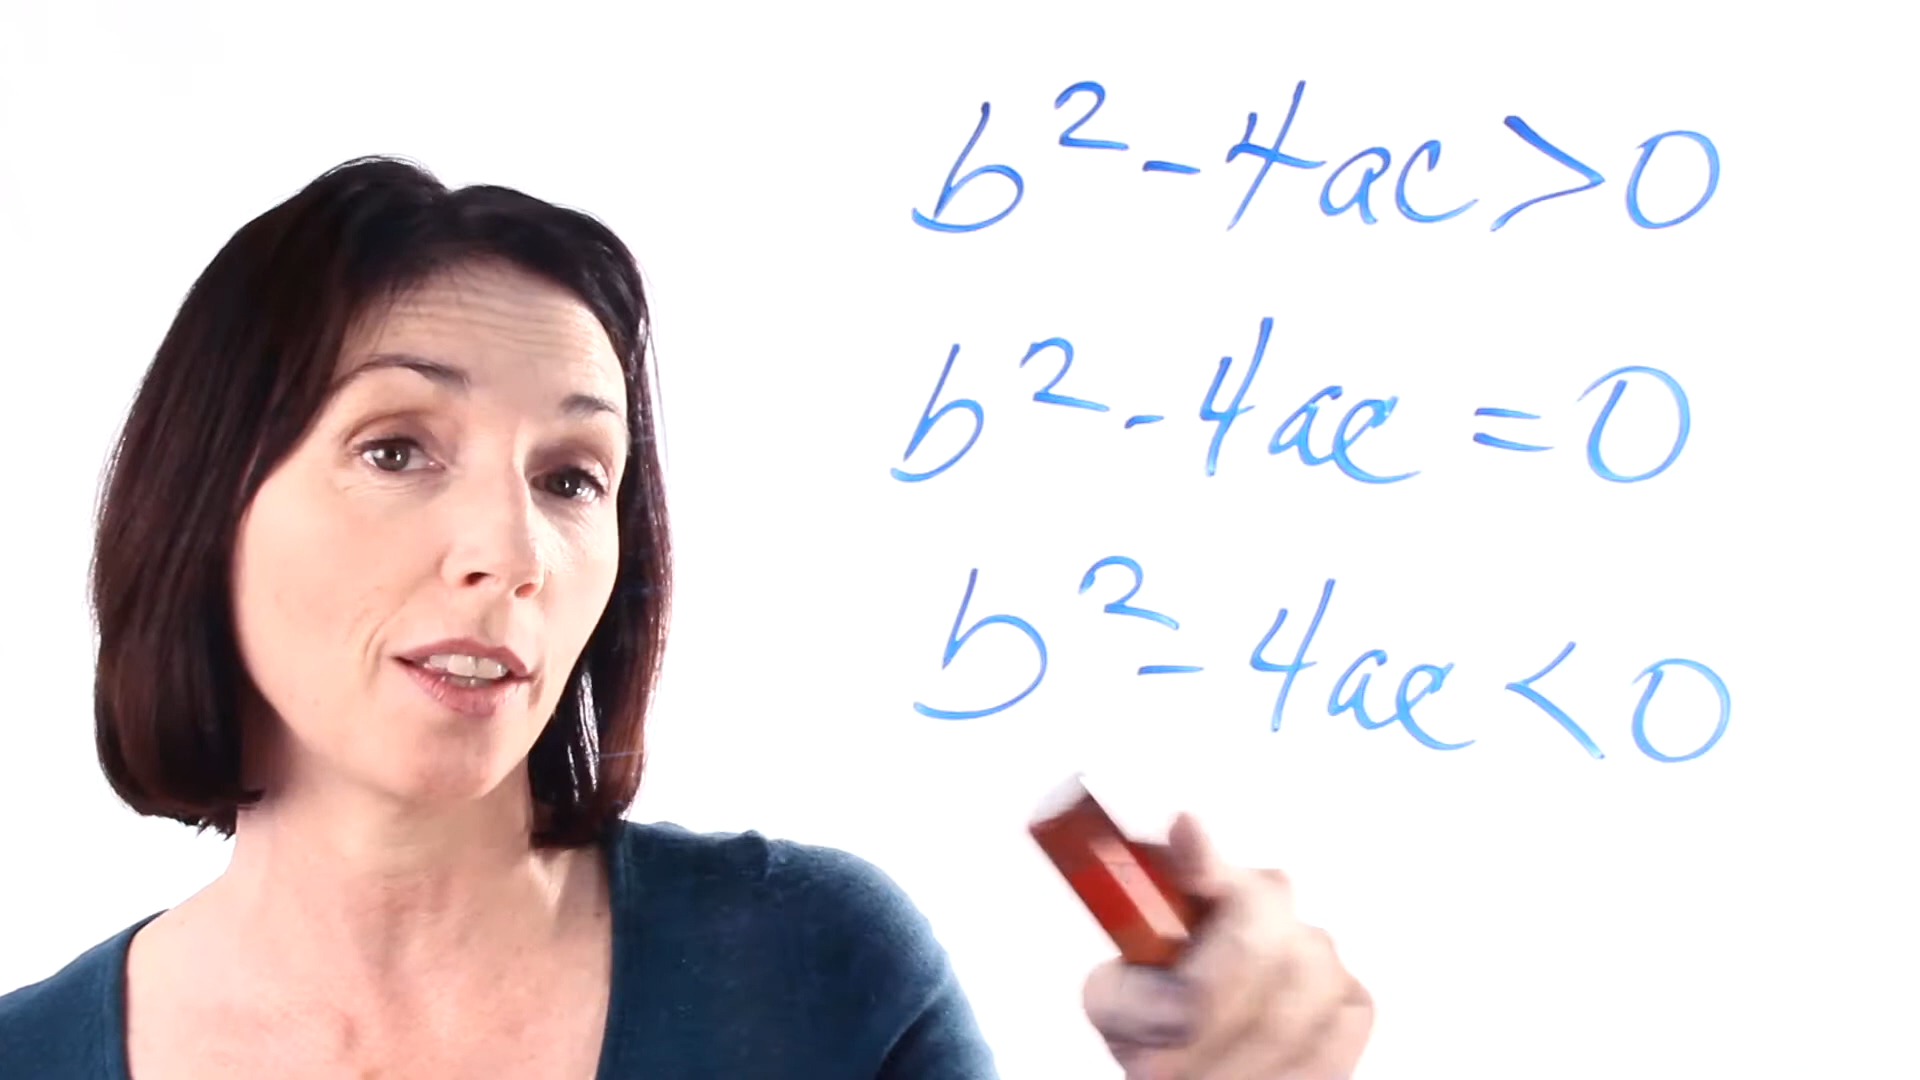 b² - 4ac > 0
b² - 4ac = 0
b² - 4ac < 0